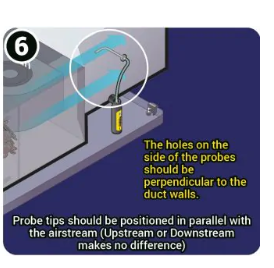 6
The holes on the
side of the probes
should be
perpendicular to the
duct walls.
Probe tips should be positioned in parallel with
the airstream (Upstream or Downstream
makes no difference)